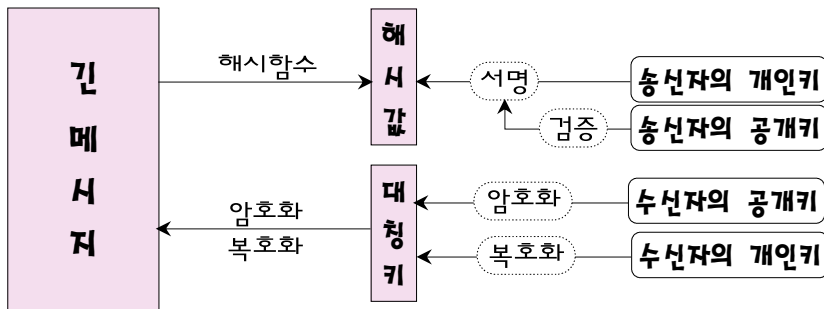 긴 메시지
해시함수
해시값
서명
송신자의 개인키
검증
송신자의 공개키
암호화
복호화
대칭키
암호화
수신자의 공개키
복호화
수신자의 개인키